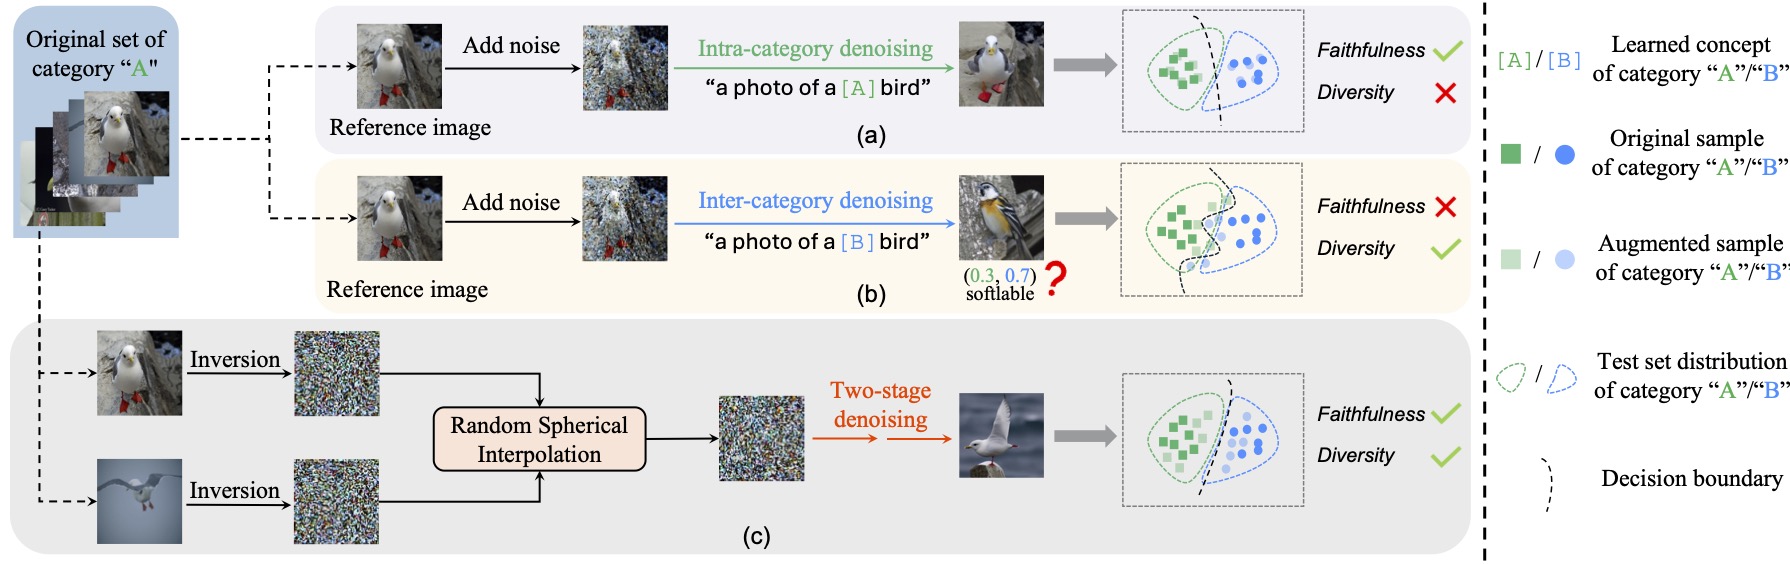 Original set of
category “A"
Add noise
Intra-category denoising
“a photo of a [A] bird”
Reference image
(a)
Faithfulness
Diversity
Add noise
Inter-category denoising
“a photo of a [B] bird”
Reference image
(0.3, 0.7)
softlable
?
(b)
Faithfulness
Diversity
Inversion
Inversion
Random Spherical
Interpolation
Two-stage
denoising
(c)
Faithfulness
Diversity
[A]/[B]
Learned concept
of category “A”/“B”
/
Original sample
of category “A”/“B”
/
Augmented sample
of category “A”/“B”
/
Test set distribution
of category “A”/“B”
Decision boundary